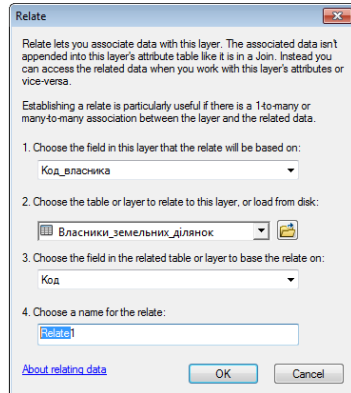 Relate
Relate lets you associate data with this layer. The associated data isn't
appended into this layer's attribute table like it is in a Join. Instead you
can access the related data when you work with this layer's attributes or
vice-versa.
Establishing a relate is particularly useful if there is a 1-to-many or
many-to-many association between the layer and the related data.
1. Choose the field in this layer that the relate will be based on:
Код_власника
2. Choose the table or layer to relate to this layer, or load from disk:
Власники_земельних_ділянок
3. Choose the field in the related table or layer to base the relate on:
Код
4. Choose a name for the relate:
Relate1
About relating data
OK
Cancel